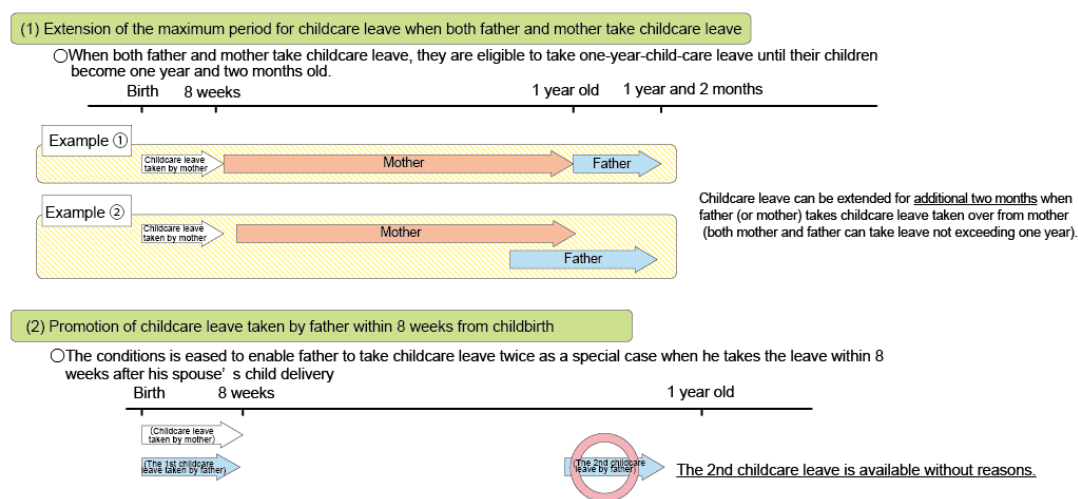 (1) Extension of the maximum period for childcare leave when both father and mother take childcare leave
○When both father and mother take childcare leave, they are eligible to take one-year-child-care leave until their children
become one year and two months old.
Birth 8 weeks 1 year old 1 year and 2 months
Example ①
Childcare leave
taken by mother
Mother
Father
Example ②
Childcare leave
taken by mother
Mother
Father
Childcare leave can be extended for additional two months when
father (or mother) takes childcare leave taken over from mother
(both mother and father can take leave not exceeding one year).
(2) Promotion of childcare leave taken by father within 8 weeks from childbirth
○The conditions is eased to enable father to take childcare leave twice as a special case when he takes the leave within 8
weeks after his spouse' s child delivery
Birth 8 weeks 1 year old
(Childcare leave
taken by mother)
(The 1st childcare
leave taken by father)
(The 2nd childcare
leave by father)
The 2nd childcare leave is available without reasons.